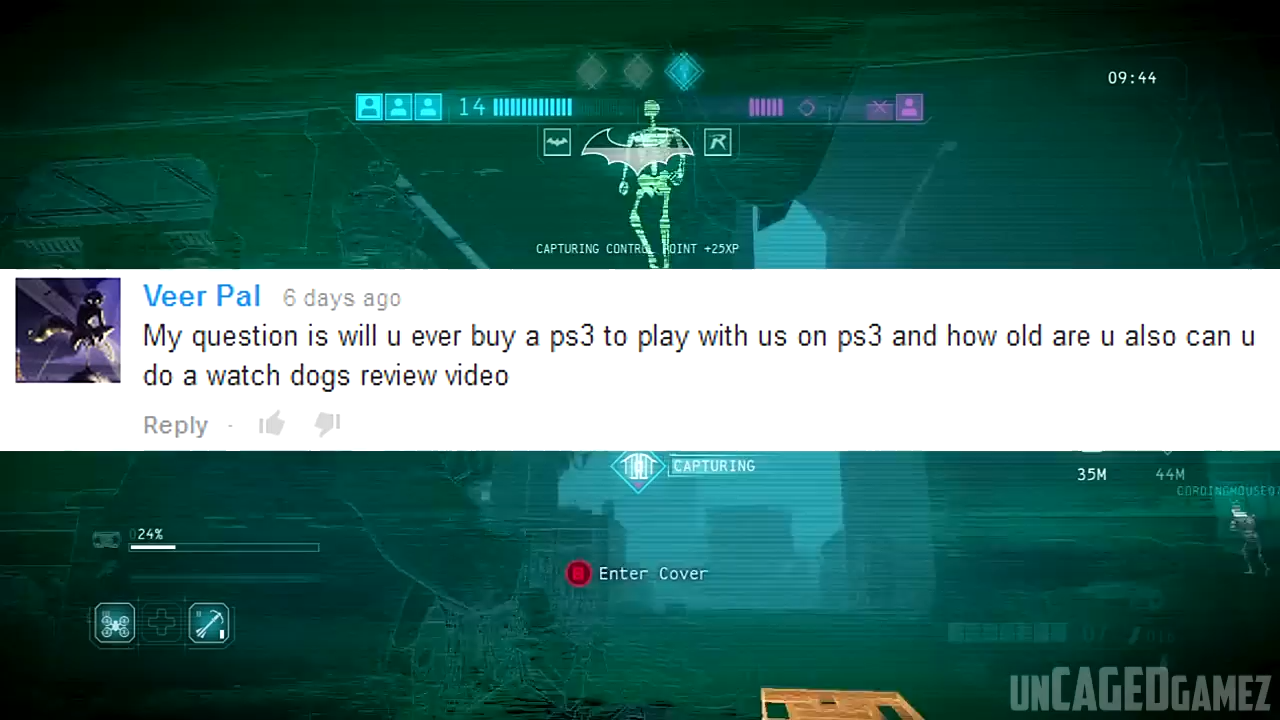 09:44
14
R
CAPTURING CONTROL POINT +25XP
Veer Pal 6 days ago
My question is will u ever buy a ps3 to play with us on ps3 and how old are u also can u
do a watch dogs review video
Reply ·
CAPTURING
35M 44M
024%
B Enter Cover
unCAGEDGAMEZ